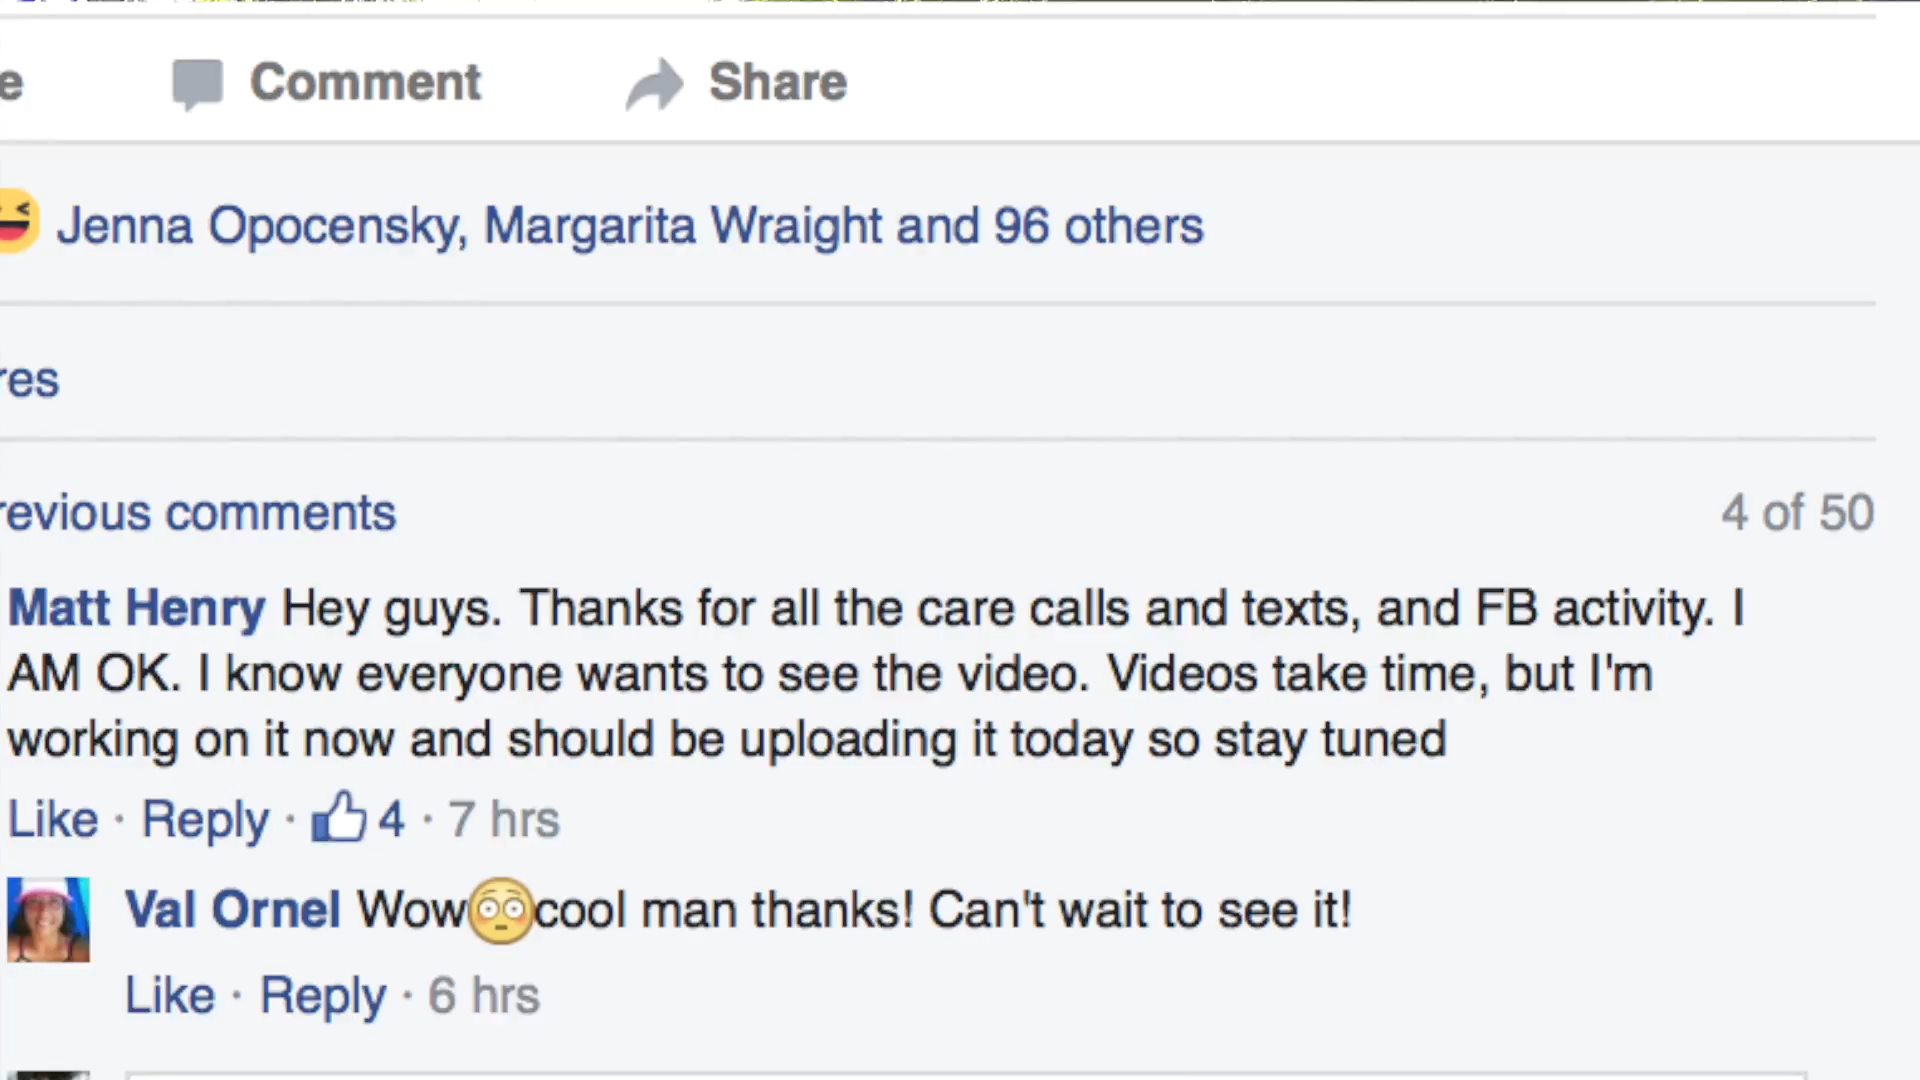 e Comment Share
Jenna Opocensky, Margarita Wraight and 96 others
res
revious comments 4 of 50
Matt Henry Hey guys. Thanks for all the care calls and texts, and FB activity. I
AM OK. I know everyone wants to see the video. Videos take time, but I'm
working on it now and should be uploading it today so stay tuned
Like · Reply · 4 · 7 hrs
Val Ornel Wow😳cool man thanks! Can't wait to see it!
Like · Reply · 6 hrs